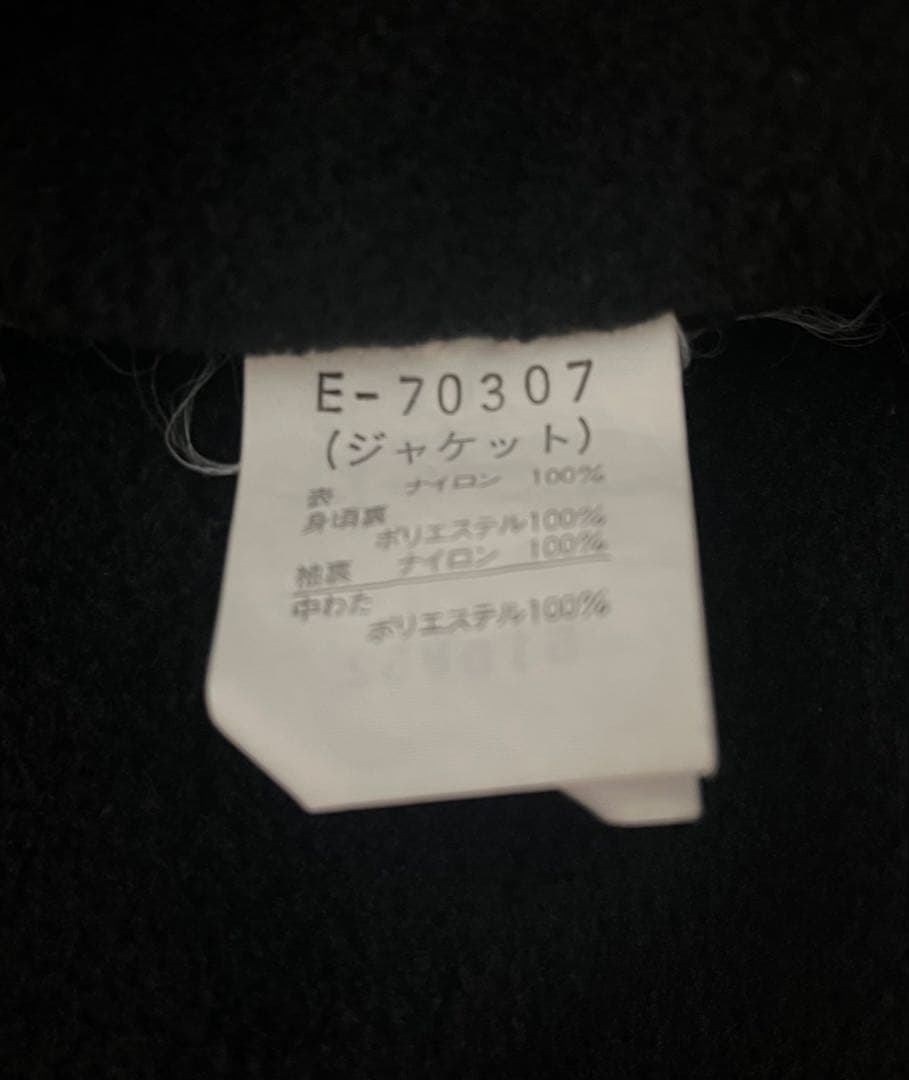 E-70307
(ジャケット)
表 ナイロン 100%
身頃裏
ポリエステル100%
袖裏 ナイロン 100%
中わた
ポリエステル100%